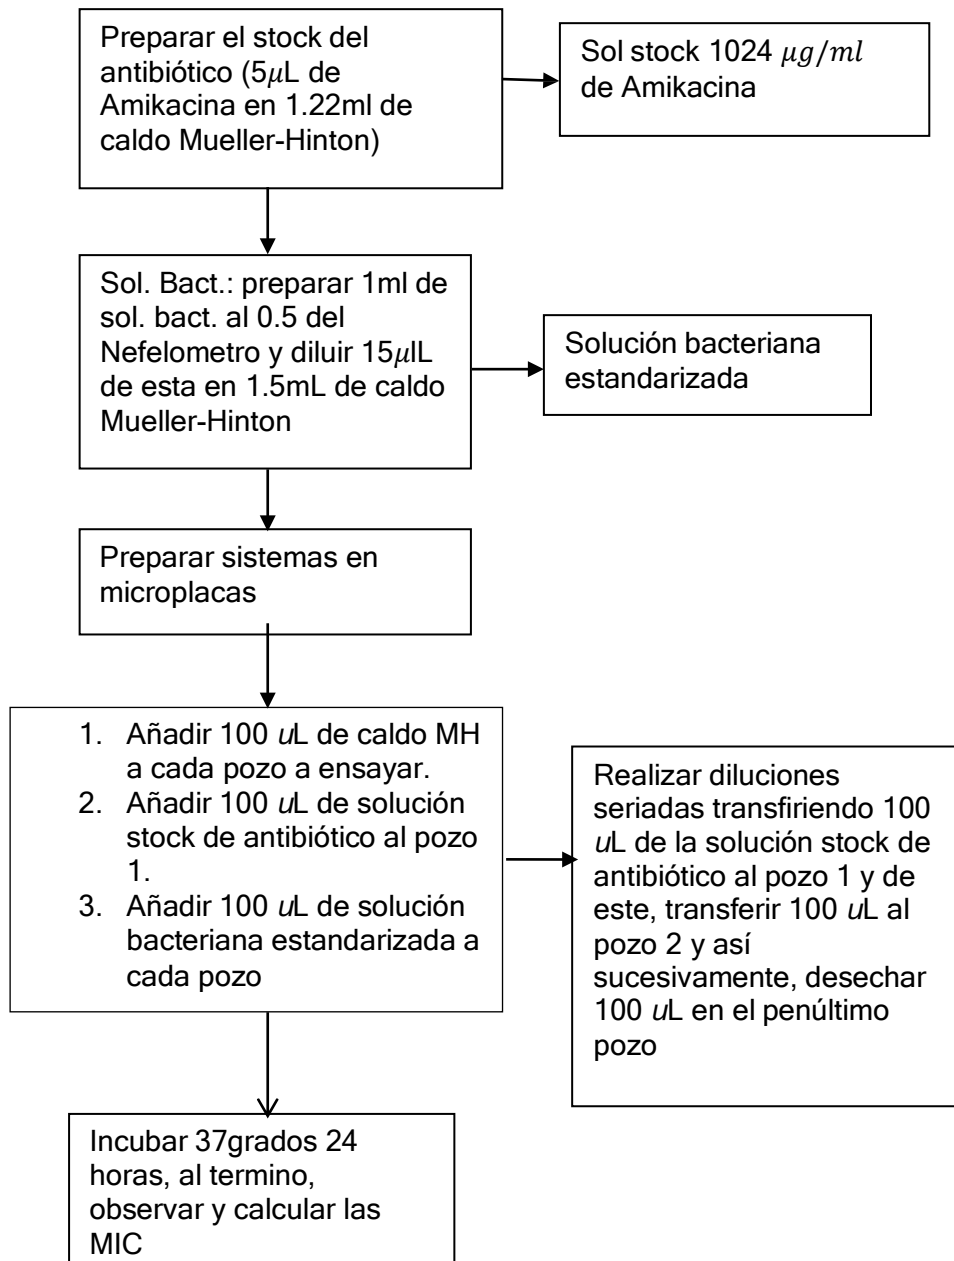 Preparar el stock del
antibiótico (5𝜇L de
Amikacina en 1.22ml de
caldo Mueller-Hinton)
Sol stock 1024 𝜇𝑔/𝑚𝑙
de Amikacina
Sol. Bact.: preparar 1ml de
sol. bact. al 0.5 del
Nefelometro y diluir 15𝜇lL
de esta en 1.5mL de caldo
Mueller-Hinton
Solución bacteriana
estandarizada
Preparar sistemas en
microplacas
1. Añadir 100 uL de caldo MH
a cada pozo a ensayar.
2. Añadir 100 uL de solución
stock de antibiótico al pozo
1.
3. Añadir 100 uL de solución
bacteriana estandarizada a
cada pozo
Realizar diluciones
seriadas transfiriendo 100
uL de la solución stock de
antibiótico al pozo 1 y de
este, transferir 100 uL al
pozo 2 y así
sucesivamente, desechar
100 uL en el penúltimo
pozo
Incubar 37grados 24
horas, al termino,
observar y calcular las
MIC